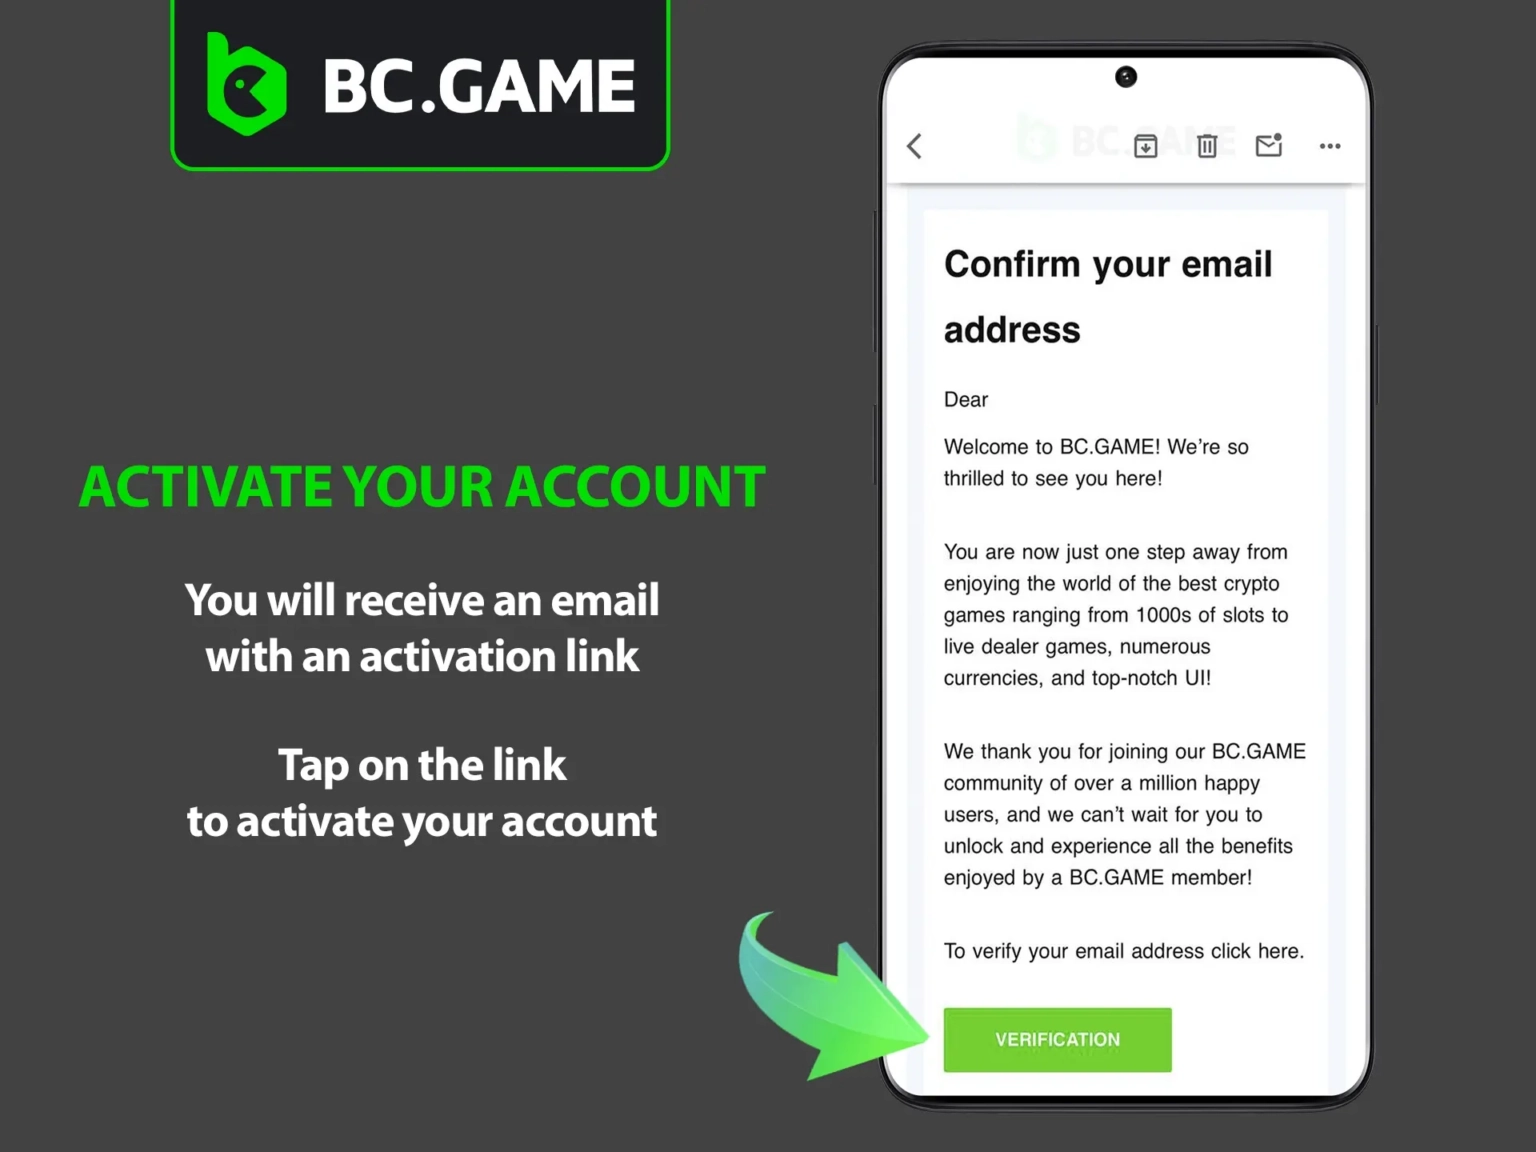 BC.GAME
ACTIVATE YOUR ACCOUNT
You will receive an email
with an activation link
Tap on the link
to activate your account
BC.GAME
Confirm your email
address
Dear
Welcome to BC.GAME! We’re so
thrilled to see you here!
You are now just one step away from
enjoying the world of the best crypto
games ranging from 1000s of slots to
live dealer games, numerous
currencies, and top-notch UI!
We thank you for joining our BC.GAME
community of over a million happy
users, and we can’t wait for you to
unlock and experience all the benefits
enjoyed by a BC.GAME member!
To verify your email address click here.
VERIFICATION